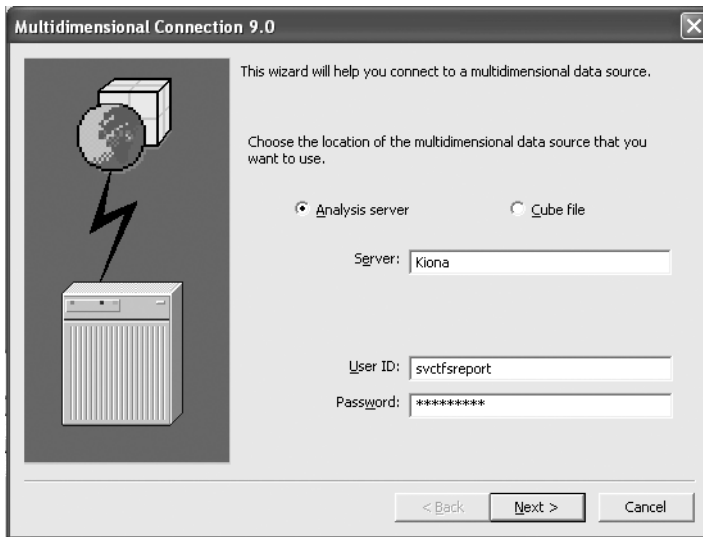 Multidimensional Connection 9.0
This wizard will help you connect to a multidimensional data source.
Choose the location of the multidimensional data source that you
want to use.
Analysis server
Cube file
Server: Kiona
User ID: svctfsreport
Password: *********
< Back
Next >
Cancel